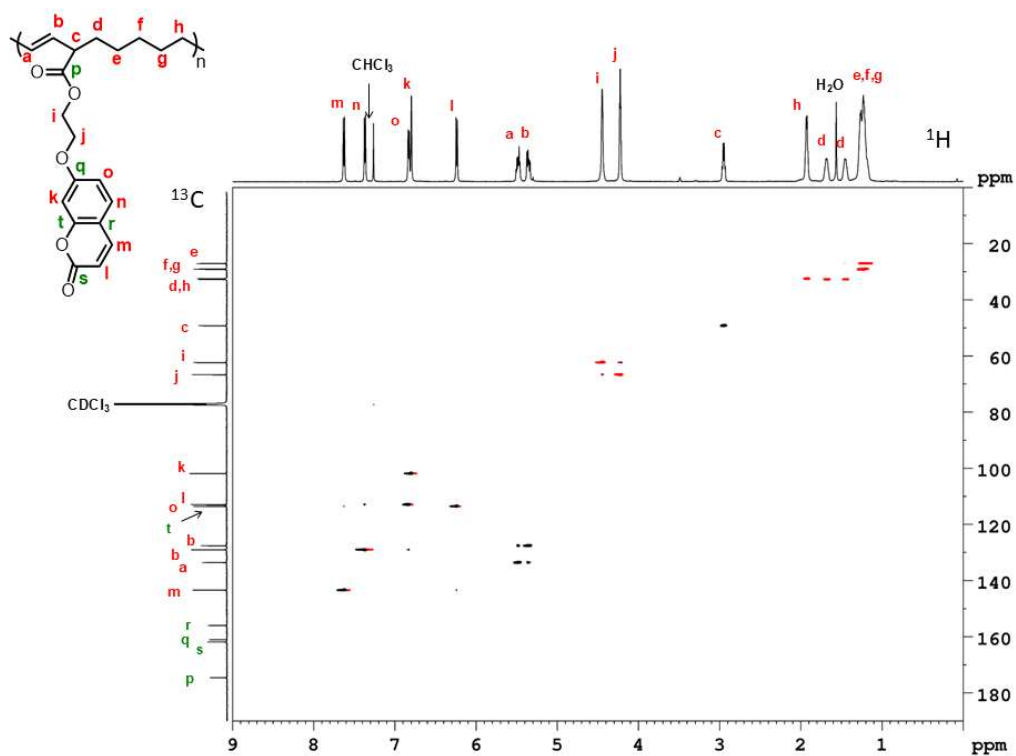 b
d
f
h
c
a
e
g
n
p
O
O
i
j
O
q
o
k
n
t
r
O
m
s
l
O
CHCl3
j
i
e,f,g
k
H2O
m
n
l
h
o
a
b
c
d
d
1H
ppm
13C
e
f,g
d,h
c
i
j
CDCl3
k
l
o
t
b
b
a
m
r
q
s
p
20
40
60
80
100
120
140
160
180
9 8 7 6 5 4 3 2 1 ppm